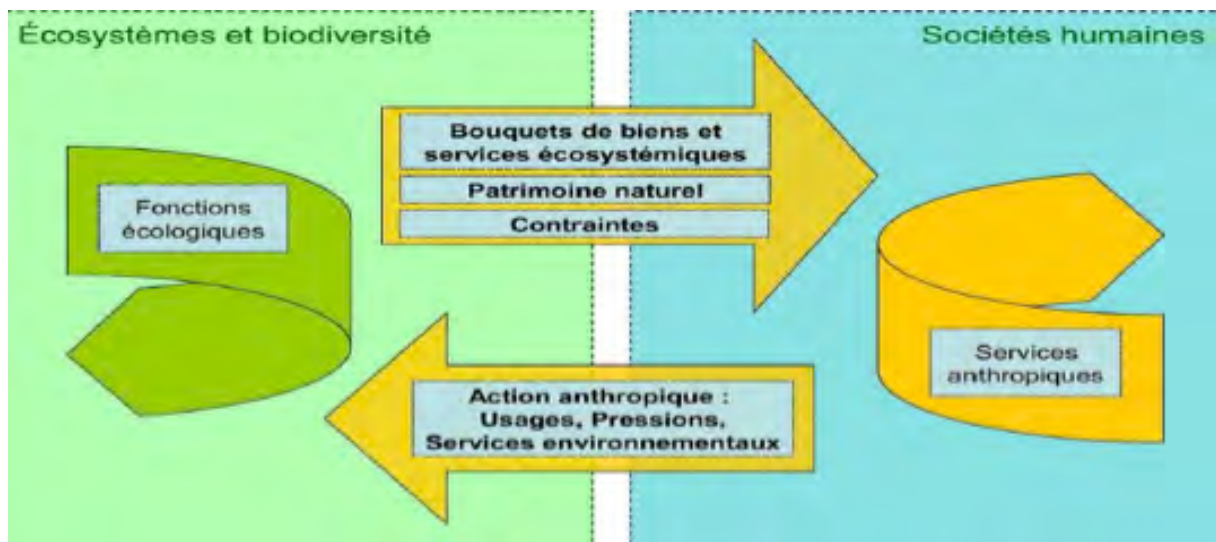 Écosystèmes et biodiversité
Sociétés humaines
Bouquets de biens et
services écosystémiques
Patrimoine naturel
Contraintes
Fonctions
écologiques
Services
anthropiques
Action anthropique :
Usages, Pressions,
Services environnementaux